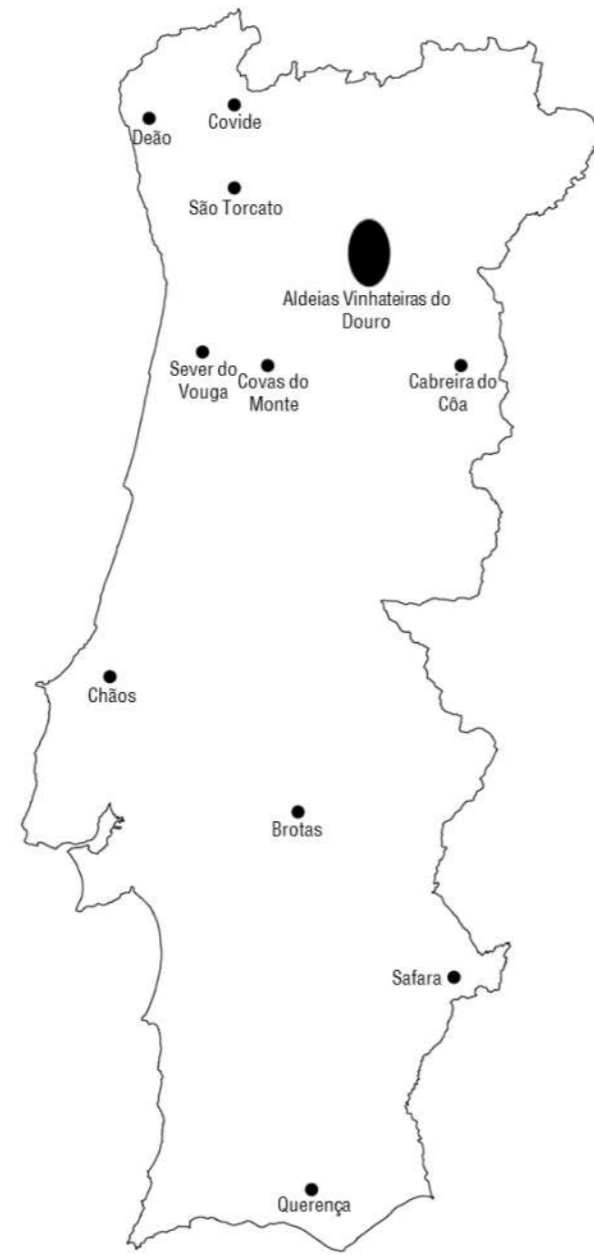 Covide
Deão
São Torcato
Aldeias Vinhateiras do
Douro
Sever do
Vouga
Covas do
Monte
Cabreira do
Côa
Chãos
Brotas
Safara
Querença